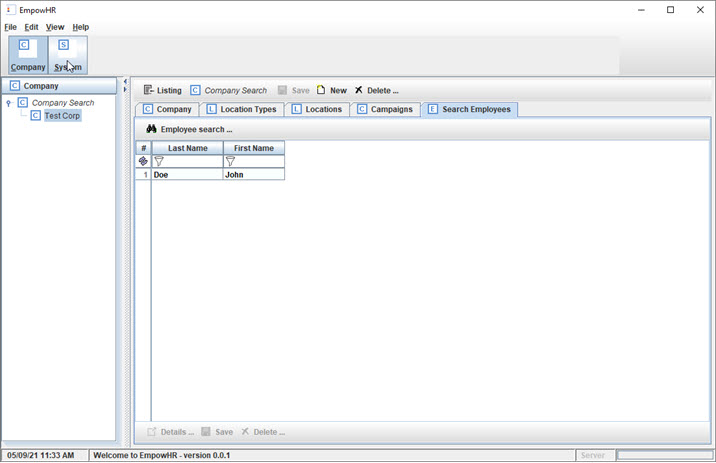 EmpowHR
File Edit View Help
C S
Company System
C Company
Listing C Company Search Save New Delete ...
C Company Search
C Test Corp
C Company L Location Types L Locations C Campaigns E Search Employees
Employee search ...
# Last Name First Name
1 Doe John
Details ... Save Delete ...
05/09/21 11:33 AM Welcome to EmpowHR - version 0.0.1 Server